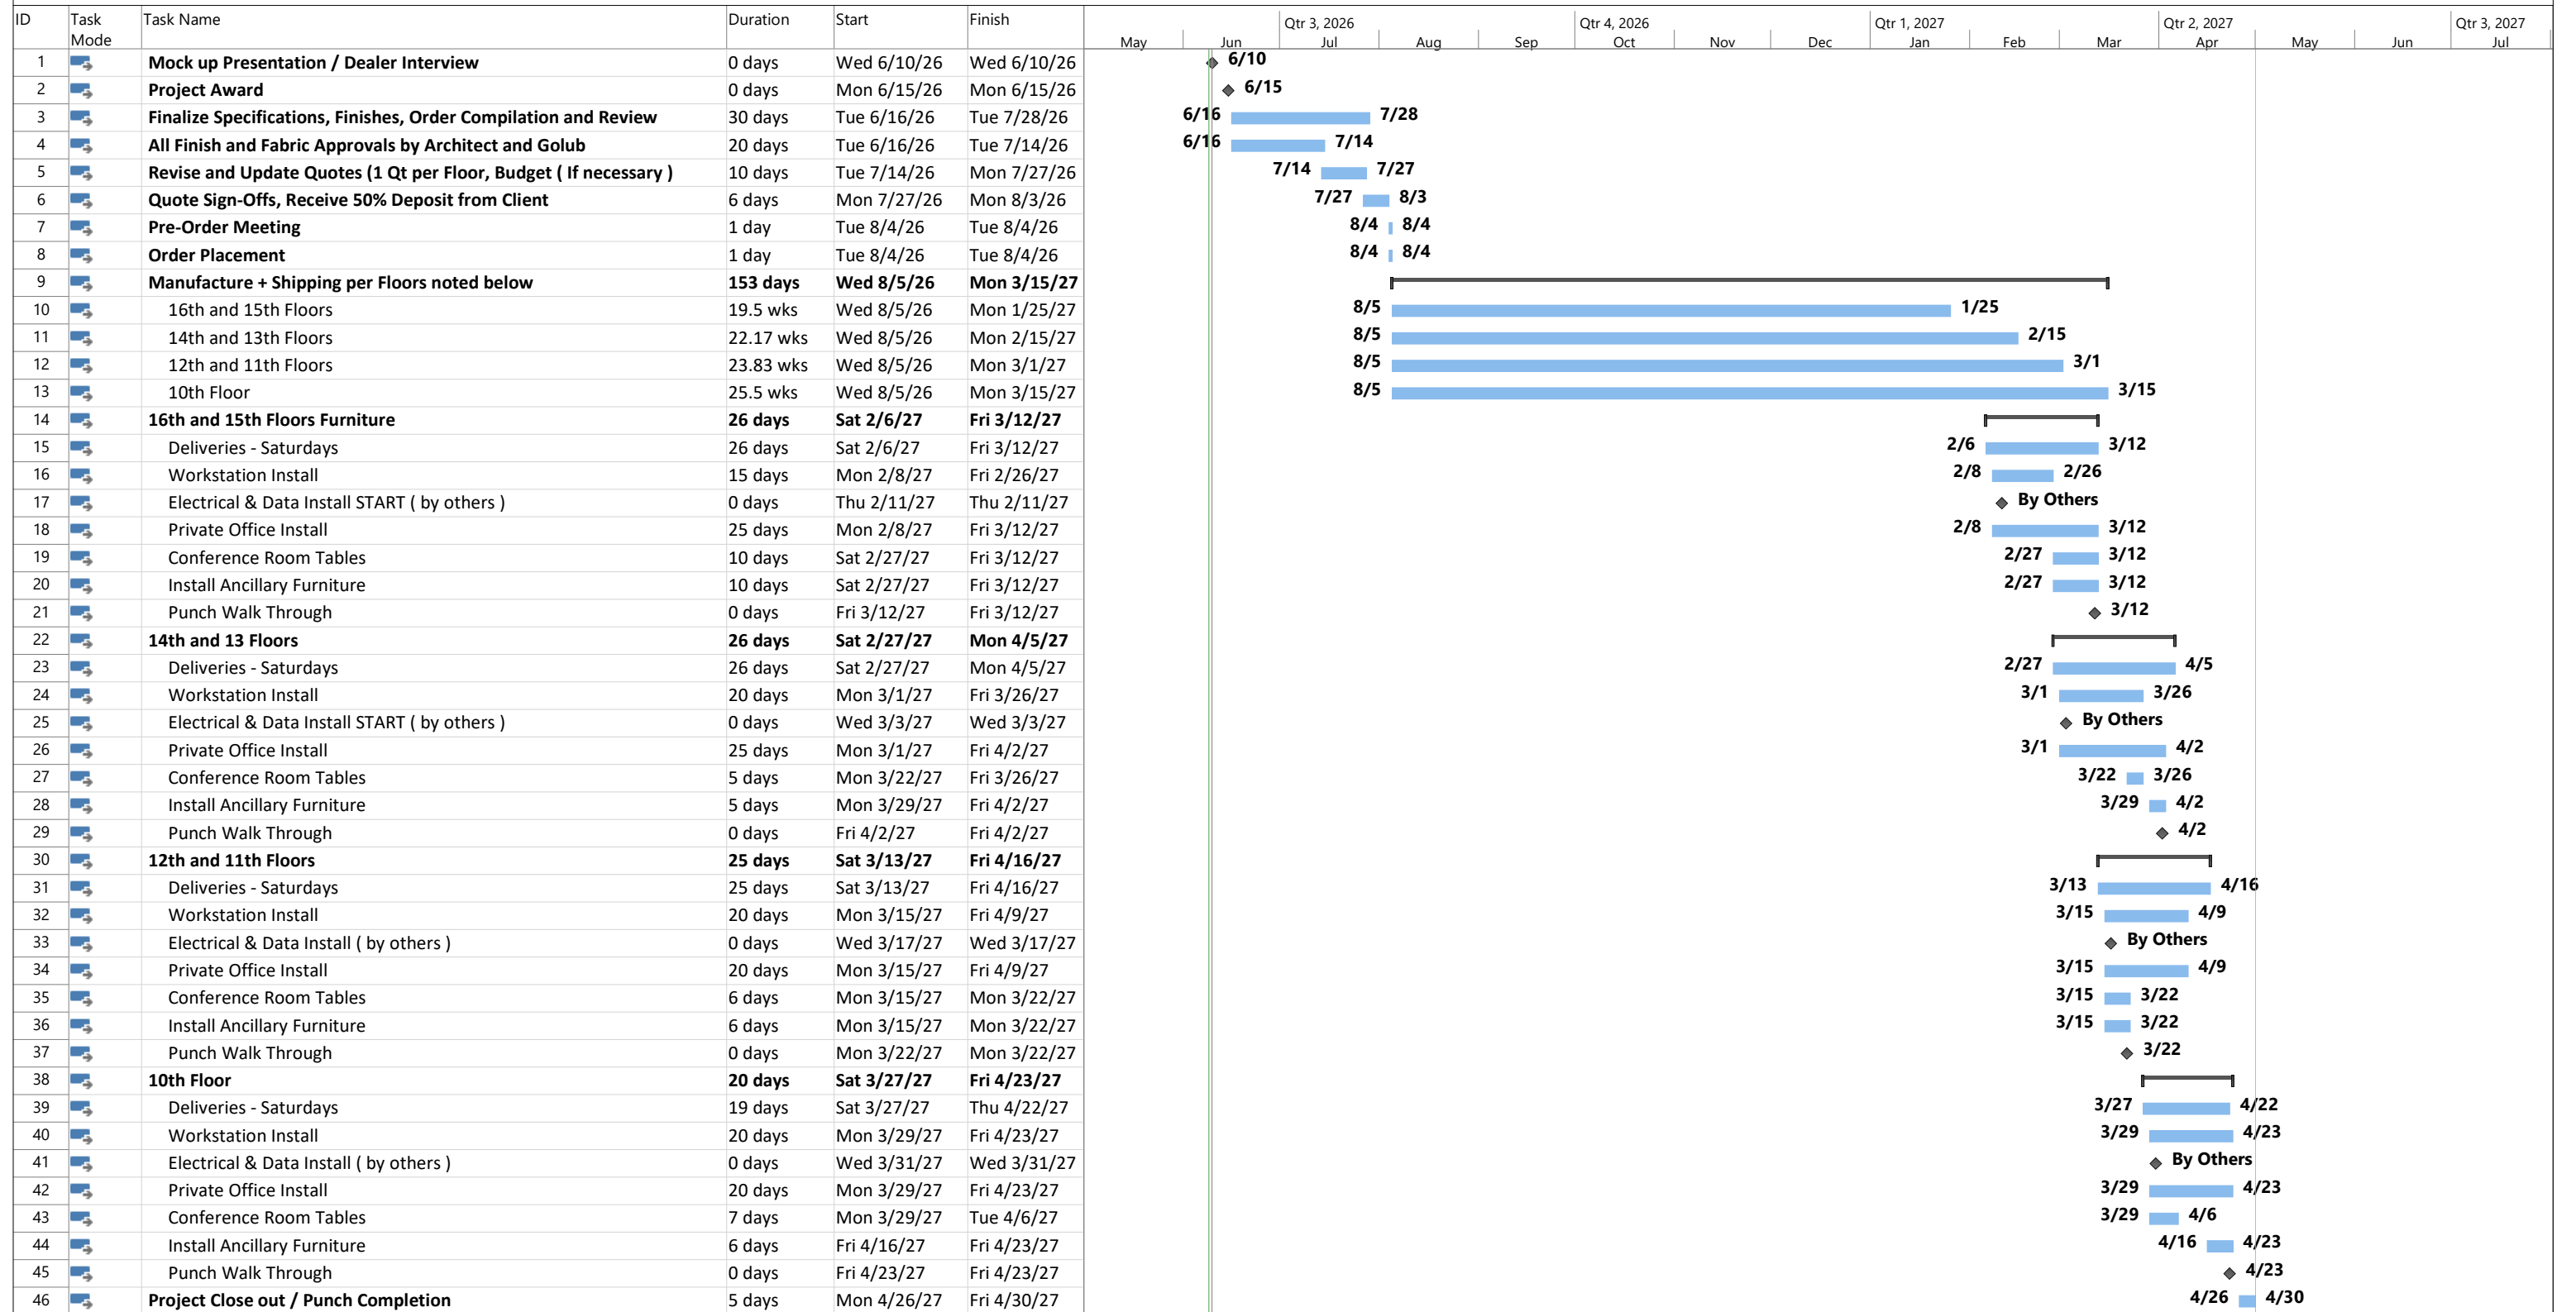 ID Task Mode Task Name Duration Start Finish
Qtr 3, 2026 Qtr 4, 2026 Qtr 1, 2027 Qtr 2, 2027 Qtr 3, 2027
May Jun Jul Aug Sep Oct Nov Dec Jan Feb Mar Apr May Jun Jul
1 Mock up Presentation / Dealer Interview 0 days Wed 6/10/26 Wed 6/10/26 6/10
2 Project Award 0 days Mon 6/15/26 Mon 6/15/26 6/15
3 Finalize Specifications, Finishes, Order Compilation and Review 30 days Tue 6/16/26 Tue 7/28/26 6/16 7/28
4 All Finish and Fabric Approvals by Architect and Golub 20 days Tue 6/16/26 Tue 7/14/26 6/16 7/14
5 Revise and Update Quotes (1 Qt per Floor, Budget ( If necessary ) 10 days Tue 7/14/26 Mon 7/27/26 7/14 7/27
6 Quote Sign-Offs, Receive 50% Deposit from Client 6 days Mon 7/27/26 Mon 8/3/26 7/27 8/3
7 Pre-Order Meeting 1 day Tue 8/4/26 Tue 8/4/26 8/4 8/4
8 Order Placement 1 day Tue 8/4/26 Tue 8/4/26 8/4 8/4
9 Manufacture + Shipping per Floors noted below 153 days Wed 8/5/26 Mon 3/15/27
10 16th and 15th Floors 19.5 wks Wed 8/5/26 Mon 1/25/27 8/5 1/25
11 14th and 13th Floors 22.17 wks Wed 8/5/26 Mon 2/15/27 8/5 2/15
12 12th and 11th Floors 23.83 wks Wed 8/5/26 Mon 3/1/27 8/5 3/1
13 10th Floor 25.5 wks Wed 8/5/26 Mon 3/15/27 8/5 3/15
14 16th and 15th Floors Furniture 26 days Sat 2/6/27 Fri 3/12/27
15 Deliveries - Saturdays 26 days Sat 2/6/27 Fri 3/12/27 2/6 3/12
16 Workstation Install 15 days Mon 2/8/27 Fri 2/26/27 2/8 2/26
17 Electrical & Data Install START ( by others ) 0 days Thu 2/11/27 Thu 2/11/27 By Others
18 Private Office Install 25 days Mon 2/8/27 Fri 3/12/27 2/8 3/12
19 Conference Room Tables 10 days Sat 2/27/27 Fri 3/12/27 2/27 3/12
20 Install Ancillary Furniture 10 days Sat 2/27/27 Fri 3/12/27 2/27 3/12
21 Punch Walk Through 0 days Fri 3/12/27 Fri 3/12/27 3/12
22 14th and 13 Floors 26 days Sat 2/27/27 Mon 4/5/27
23 Deliveries - Saturdays 26 days Sat 2/27/27 Mon 4/5/27 2/27 4/5
24 Workstation Install 20 days Mon 3/1/27 Fri 3/26/27 3/1 3/26
25 Electrical & Data Install START ( by others ) 0 days Wed 3/3/27 Wed 3/3/27 By Others
26 Private Office Install 25 days Mon 3/1/27 Fri 4/2/27 3/1 4/2
27 Conference Room Tables 5 days Mon 3/22/27 Fri 3/26/27 3/22 3/26
28 Install Ancillary Furniture 5 days Mon 3/29/27 Fri 4/2/27 3/29 4/2
29 Punch Walk Through 0 days Fri 4/2/27 Fri 4/2/27 4/2
30 12th and 11th Floors 25 days Sat 3/13/27 Fri 4/16/27
31 Deliveries - Saturdays 25 days Sat 3/13/27 Fri 4/16/27 3/13 4/16
32 Workstation Install 20 days Mon 3/15/27 Fri 4/9/27 3/15 4/9
33 Electrical & Data Install ( by others ) 0 days Wed 3/17/27 Wed 3/17/27 By Others
34 Private Office Install 20 days Mon 3/15/27 Fri 4/9/27 3/15 4/9
35 Conference Room Tables 6 days Mon 3/15/27 Mon 3/22/27 3/15 3/22
36 Install Ancillary Furniture 6 days Mon 3/15/27 Mon 3/22/27 3/15 3/22
37 Punch Walk Through 0 days Mon 3/22/27 Mon 3/22/27 3/22
38 10th Floor 20 days Sat 3/27/27 Fri 4/23/27
39 Deliveries - Saturdays 19 days Sat 3/27/27 Thu 4/22/27 3/27 4/22
40 Workstation Install 20 days Mon 3/29/27 Fri 4/23/27 3/29 4/23
41 Electrical & Data Install ( by others ) 0 days Wed 3/31/27 Wed 3/31/27 By Others
42 Private Office Install 20 days Mon 3/29/27 Fri 4/23/27 3/29 4/23
43 Conference Room Tables 7 days Mon 3/29/27 Tue 4/6/27 3/29 4/6
44 Install Ancillary Furniture 6 days Fri 4/16/27 Fri 4/23/27 4/16 4/23
45 Punch Walk Through 0 days Fri 4/23/27 Fri 4/23/27 4/23
46 Project Close out / Punch Completion 5 days Mon 4/26/27 Fri 4/30/27 4/26 4/30